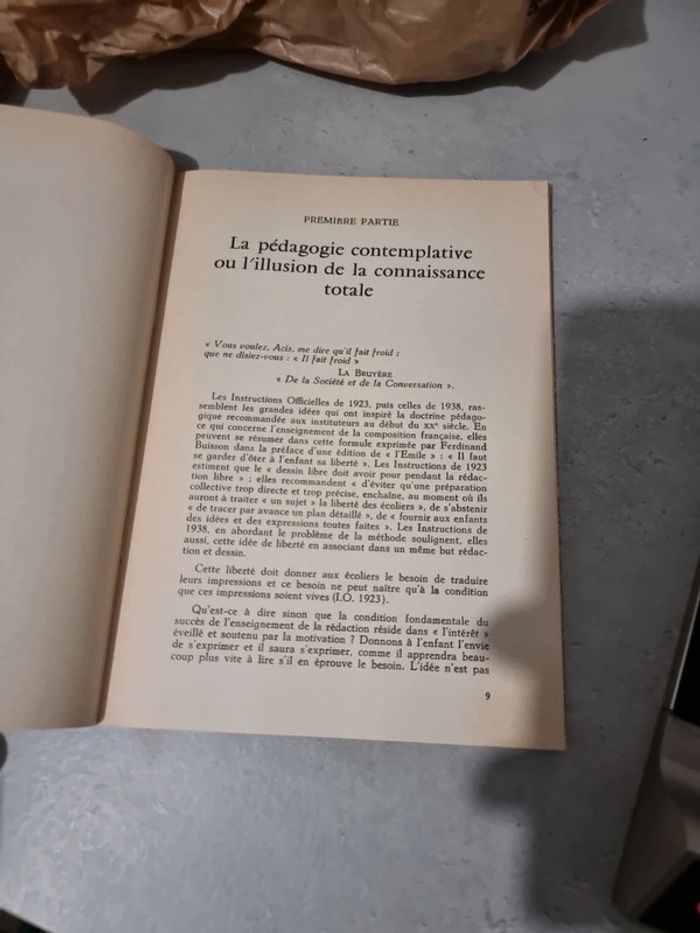 PREMIÈRE PARTIE
La pédagogie contemplative
ou l'illusion de la connaissance
totale
« Vous voulez, Acis, me dire qu'il fait froid ;
que ne disiez-vous : « Il fait froid »
LA BRUYÈRE
« De la Société et de la Conversation ».
Les Instructions Officielles de 1923, puis celles de 1938, ras-
semblent les grandes idées qui ont inspiré la doctrine pédago-
gique recommandée aux instituteurs au début du XXe siècle. En
ce qui concerne l'enseignement de la composition française, elles
peuvent se résumer dans cette formule exprimée par Ferdinand
Buisson dans la préface d'une édition de « l'Emile » : « Il faut
se garder d'ôter à l'enfant sa liberté ». Les Instructions de 1923
estiment que le « dessin libre doit avoir pour pendant la rédac-
tion libre » ; elles recommandent « d'éviter qu'une préparation
collective trop directe et trop précise, enchaîne, au moment où ils
auront à traiter « un sujet » la liberté des écoliers », de s'abstenir
« de tracer par avance un plan détaillé », de « fournir aux enfants
des idées et des expressions toutes faites ». Les Instructions de
1938, en abordant le problème de la méthode soulignent, elles
aussi, cette idée de liberté en associant dans un même but rédac-
tion et dessin.
Cette liberté doit donner aux écoliers le besoin de traduire
leurs impressions et ce besoin ne peut naître qu'à la condition
que ces impressions soient vives (I.O. 1923).
Qu'est-ce à dire sinon que la condition fondamentale du
succès de l'enseignement de la rédaction réside dans « l'intérêt »
éveillé et soutenu par la motivation ? Donnons à l'enfant l'envie
de s'exprimer et il saura s'exprimer, comme il apprendra beau-
coup plus vite à lire s'il en éprouve le besoin. L'idée n'est pas
9